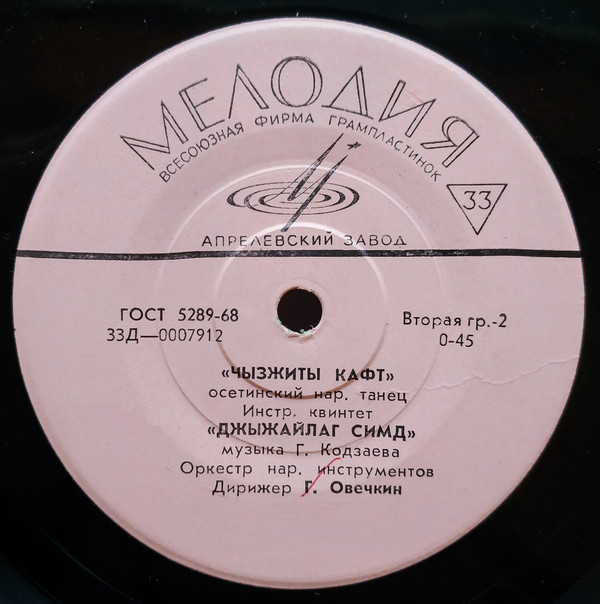 МЕЛОДИЯ
ВСЕСОЮЗНАЯ ФИРМА ГРАМПЛАСТИНОК
33
АПРЕЛЕВСКИЙ ЗАВОД
ГОСТ 5289-68
33Д—0007912
Вторая гр.-2
0-45
«ЧЫЗЖИТЫ КАФТ»
осетинский нар. танец
Инстр. квинтет
«ДЖЫЖАЙЛАГ СИМД»
музыка Г. Кодзаева
Оркестр нар. инструментов
Дирижер Г. Овечкин